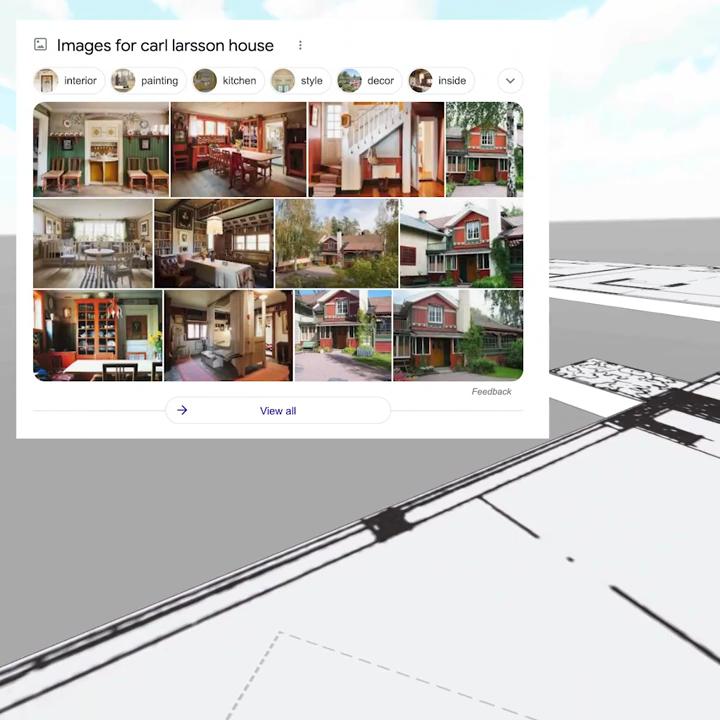 Images for carl larsson house
interior painting kitchen style decor inside
Feedback
View all